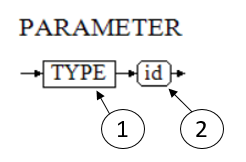 PARAMETER
TYPE id
1 2